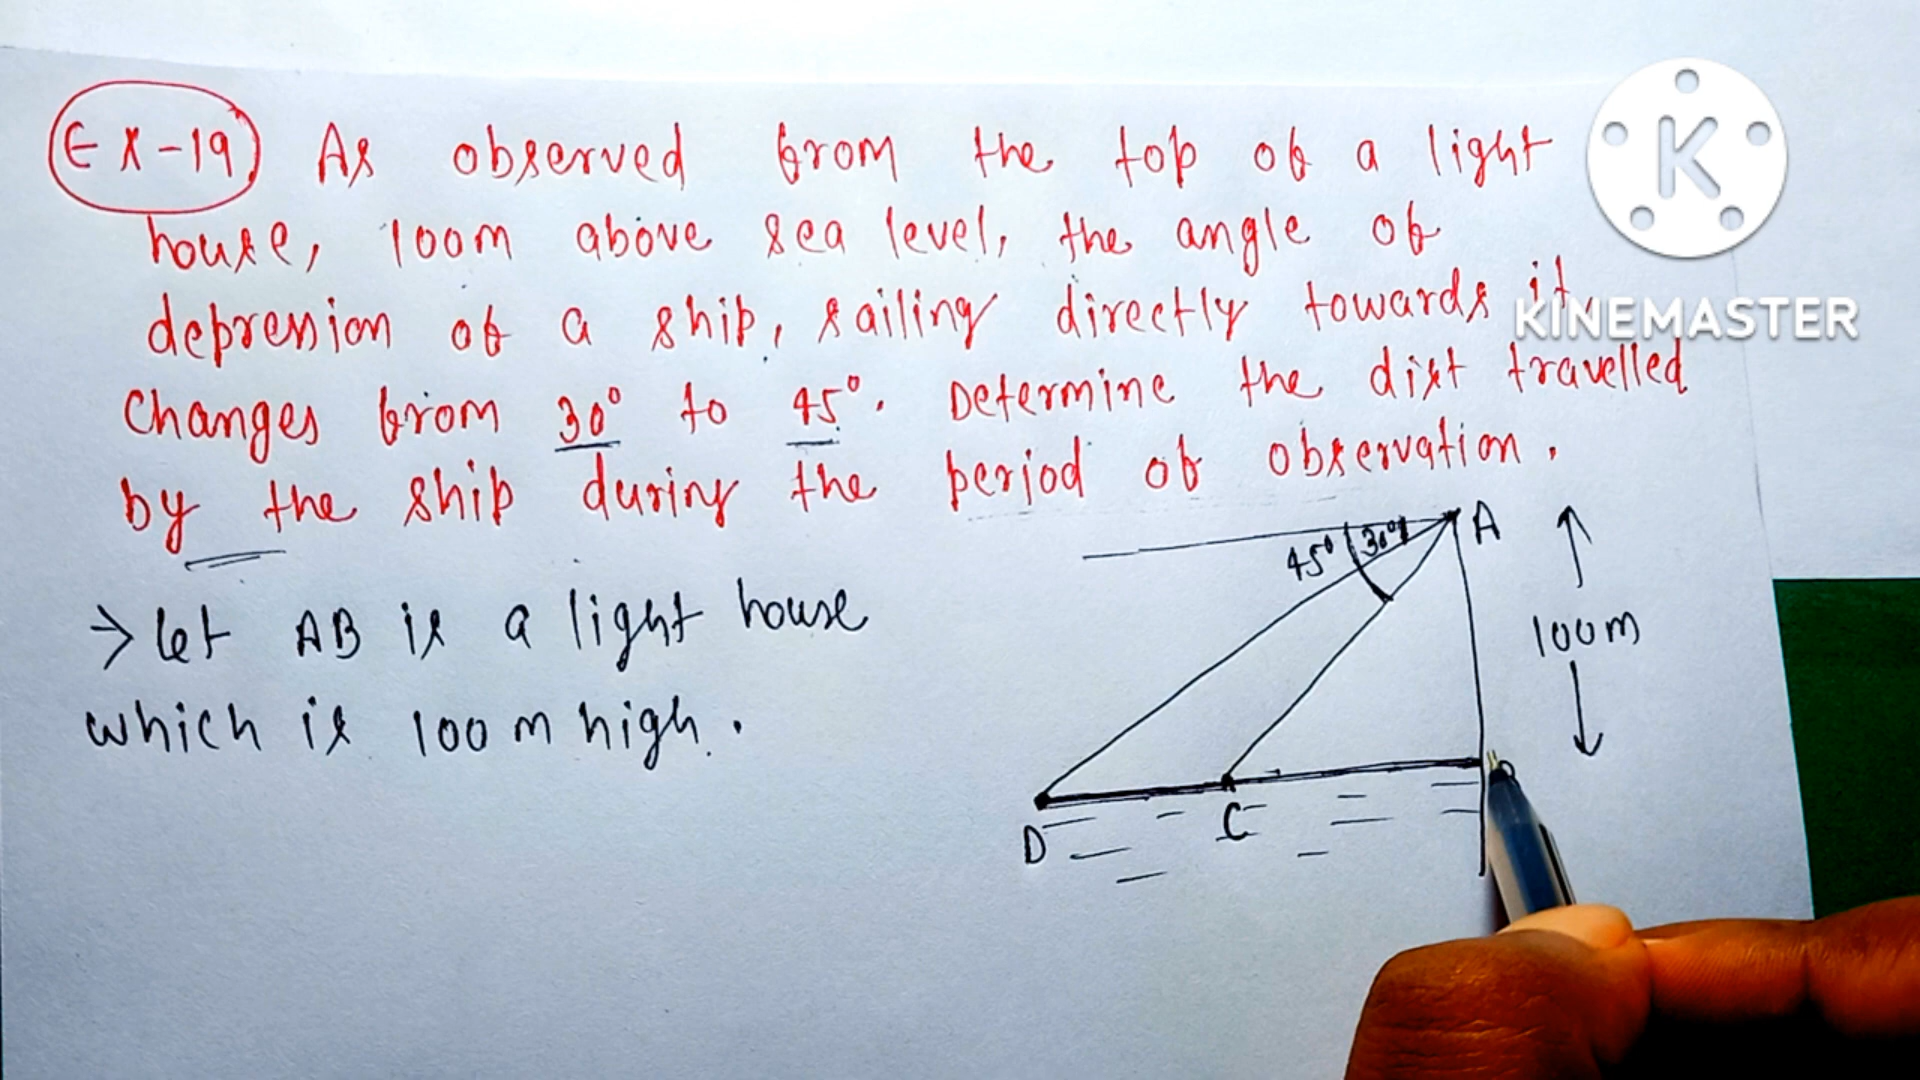 Ex-19 As observed from the top of a light
house, 100m above sea level, the angle of
depression of a ship, sailing directly towards it,
changes from 30° to 45°. Determine the dist travelled
by the ship during the period of observation.
→ Let AB is a light house
which is 100 m high.
A
45° 30°
100m
D C
K
KINEMASTER